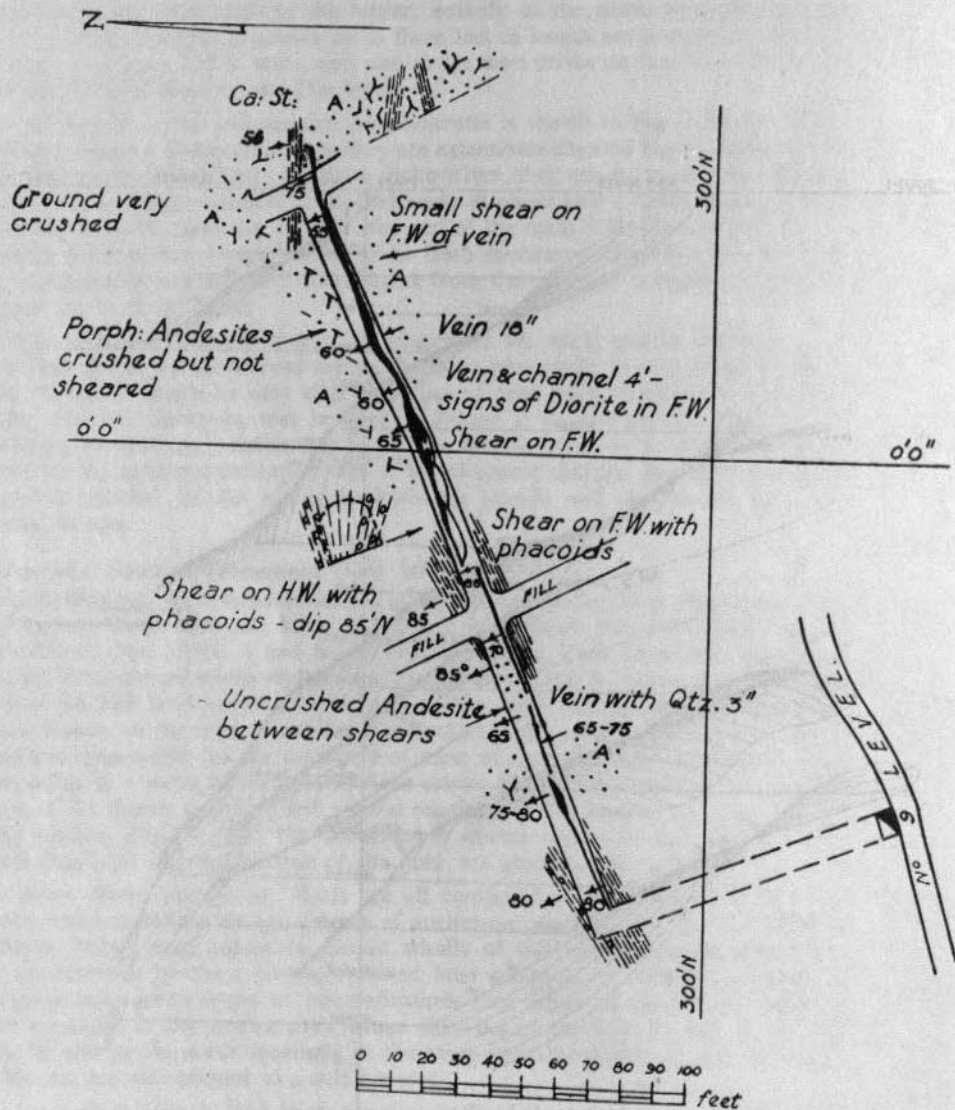 N
Ca: St:
A
V
V
Y
Y
Y
A
58
Y
T
75
300'N
Ground very
crushed
Small shear on
F.W. of vein
A
T
Y
Y
65
T
A
T
T
Porph: Andesites
crushed but not
sheared
T
60
Vein 18"
A
Y
60
Vein & channel 4'-
signs of Diorite in F.W.
65
Shear on F.W.
0'0"
0'0"
T
Shear on F.W. with
phacoids
Shear on H.W. with
phacoids - dip 85'N
85
FILL
FILL
85°
Uncrushed Andesite
between shears
65
Vein with Qtz. 3"
65-75
A
Y
75-80
80
80
No 9 LEVEL.
300'N
0 10 20 30 40 50 60 70 80 90 100
feet